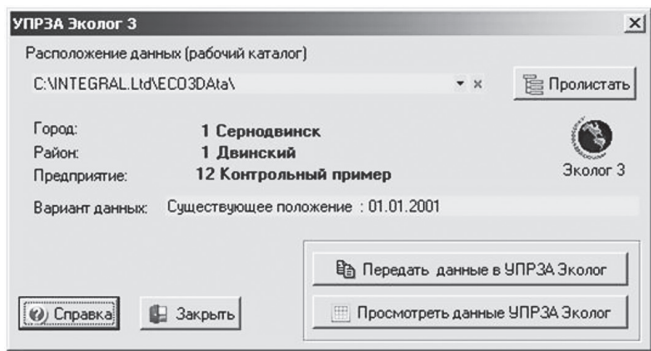 УПРЗА Эколог 3
Расположение данных (рабочий каталог)
C:\INTEGRAL.Ltd\ECO3DAta\
Пролистать
Город: 1 Сернодвинск
Район: 1 Двинский
Предприятие: 12 Контрольный пример
Эколог 3
Вариант данных: Существующее положение : 01.01.2001
Передать данные в УПРЗА Эколог
Справка Закрыть Просмотреть данные УПРЗА Эколог